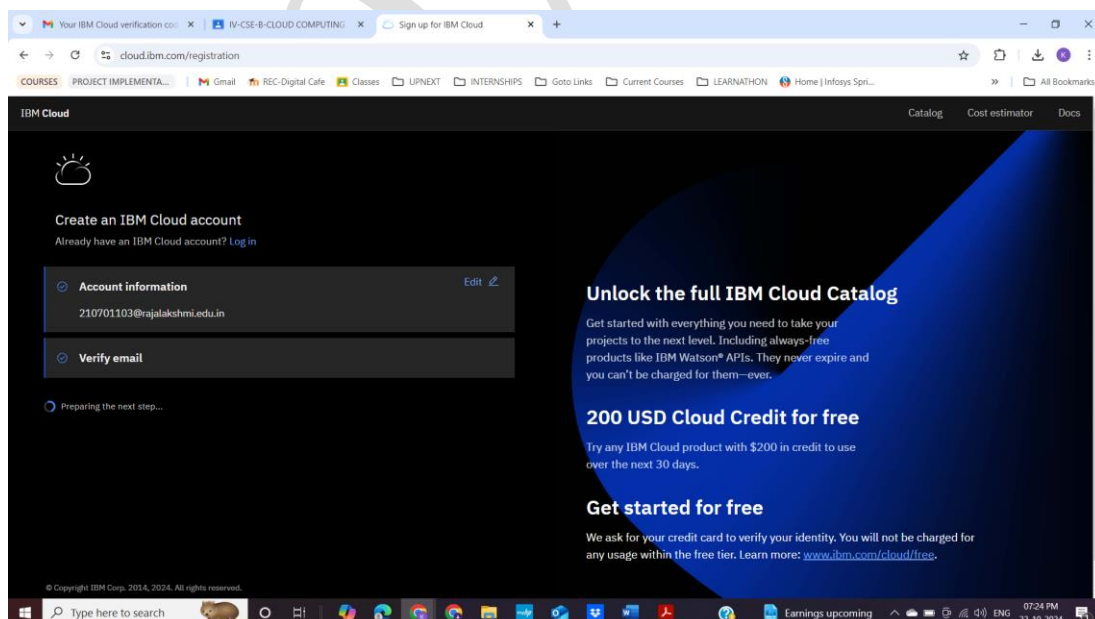 Your IBM Cloud verification cod
IV-CSE-B-CLOUD COMPUTING
Sign up for IBM Cloud
cloud.ibm.com/registration
COURSES
PROJECT IMPLEMENTA...
Gmail
REC-Digital Cafe
Classes
UPNEXT
INTERNSHIPS
Goto Links
Current Courses
LEARNATHON
Home | Infosys Spri...
All Bookmarks
IBM Cloud
Catalog
Cost estimator
Docs
Create an IBM Cloud account
Already have an IBM Cloud account? Log in
Account information
Edit
210701103@rajalakshmi.edu.in
Verify email
Preparing the next step...
Unlock the full IBM Cloud Catalog
Get started with everything you need to take your
projects to the next level. Including always-free
products like IBM Watson® APIs. They never expire and
you can't be charged for them—ever.
200 USD Cloud Credit for free
Try any IBM Cloud product with $200 in credit to use
over the next 30 days.
Get started for free
We ask for your credit card to verify your identity. You will not be charged for
any usage within the free tier. Learn more: www.ibm.com/cloud/free.
© Copyright IBM Corp. 2014, 2024. All rights reserved.
Type here to search
Earnings upcoming
ENG
07:24 PM